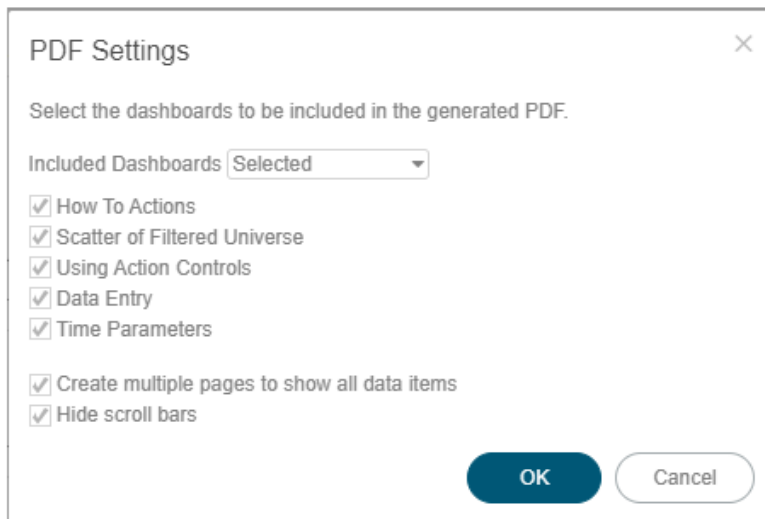 PDF Settings
Select the dashboards to be included in the generated PDF.
Included Dashboards Selected
How To Actions
Scatter of Filtered Universe
Using Action Controls
Data Entry
Time Parameters
Create multiple pages to show all data items
Hide scroll bars
OK Cancel